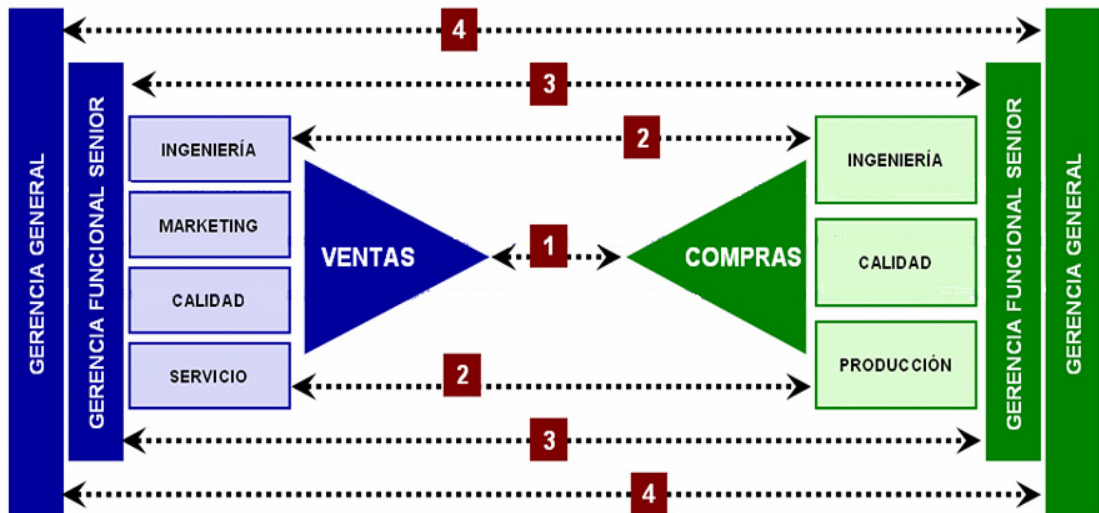 4
3
2
INGENIERÍA
MARKETING
CALIDAD
SERVICIO
GERENCIA GENERAL
GERENCIA FUNCIONAL SENIOR
VENTAS
1
COMPRAS
INGENIERÍA
CALIDAD
PRODUCCIÓN
GERENCIA FUNCIONAL SENIOR
GERENCIA GENERAL
2
3
4